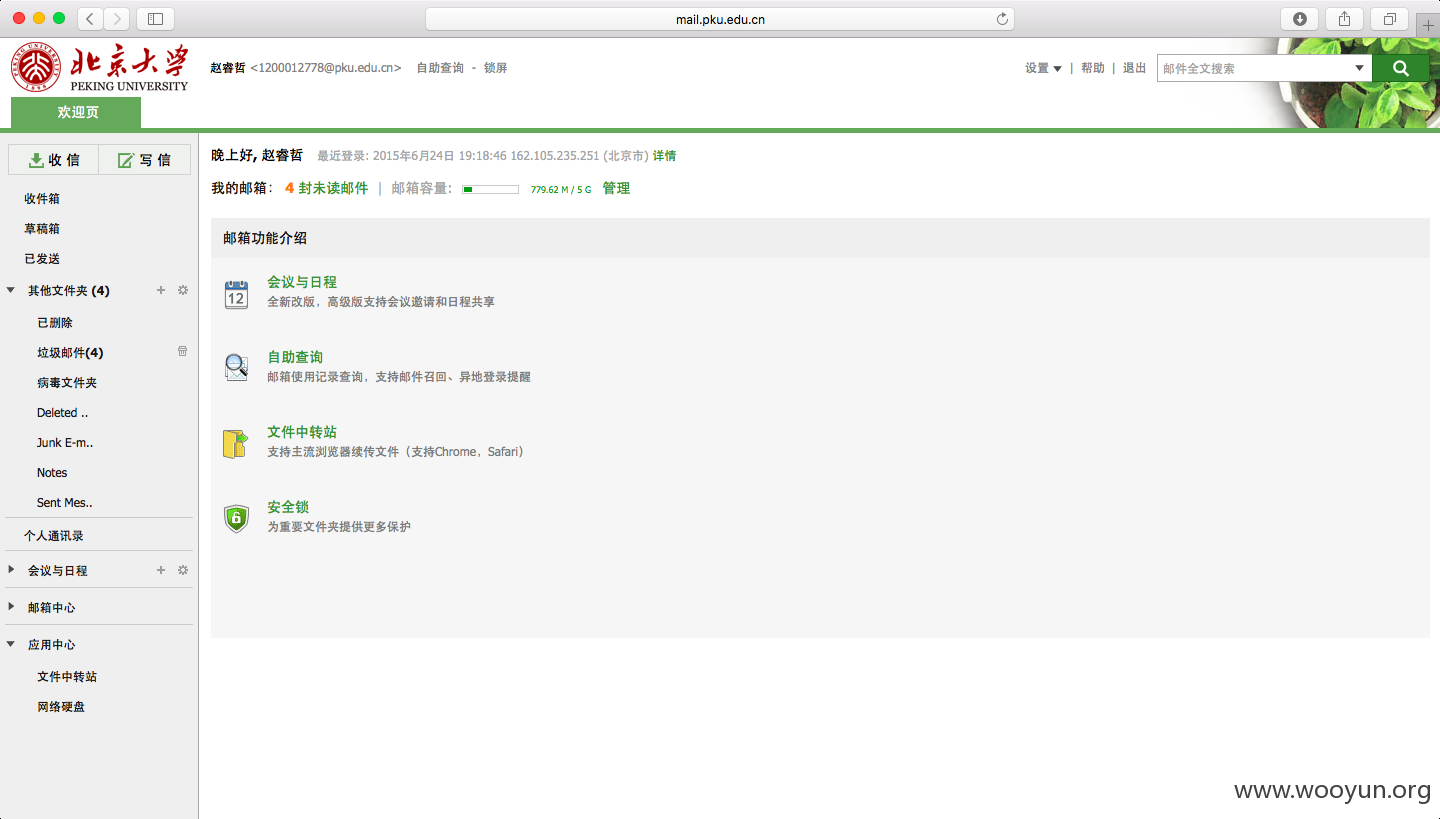 mail.pku.edu.cn
北京大学
PEKING UNIVERSITY
赵睿哲 <1200012778@pku.edu.cn> 自助查询 - 锁屏
设置 | 帮助 | 退出 邮件全文搜索
欢迎页
收信 写信
收件箱
草稿箱
已发送
其他文件夹 (4)
已删除
垃圾邮件(4)
病毒文件夹
Deleted ..
Junk E-m..
Notes
Sent Mes..
个人通讯录
会议与日程
邮箱中心
应用中心
文件中转站
网络硬盘
晚上好, 赵睿哲 最近登录: 2015年6月24日 19:18:46 162.105.235.251 (北京市) 详情
我的邮箱: 4 封未读邮件 | 邮箱容量: 779.62 M / 5 G 管理
邮箱功能介绍
12
会议与日程
全新改版，高级版支持会议邀请和日程共享
自助查询
邮箱使用记录查询，支持邮件召回、异地登录提醒
文件中转站
支持主流浏览器续传文件（支持Chrome，Safari）
安全锁
为重要文件夹提供更多保护
www.wooyun.org